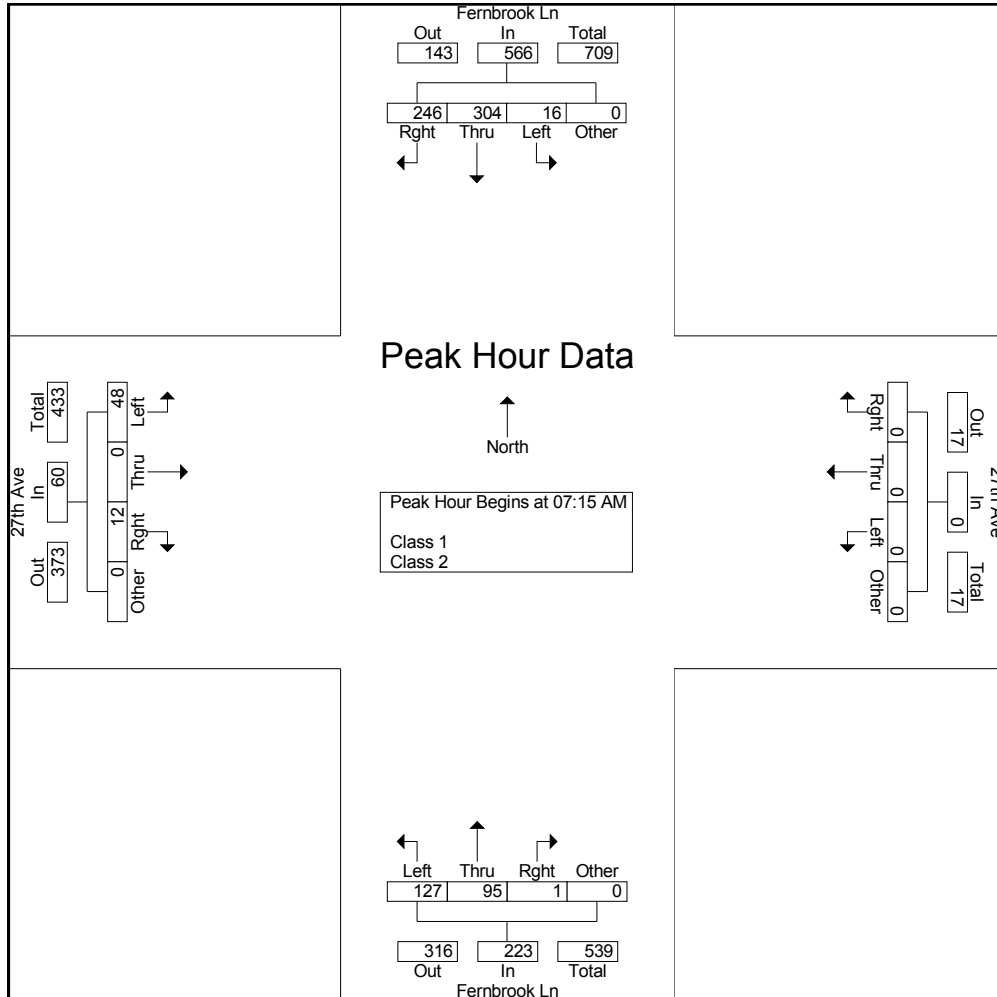 Fernbrook Ln
Out In Total
143 566 709
246 304 16 0
Rght Thru Left Other
Peak Hour Data
North
Peak Hour Begins at 07:15 AM
Class 1
Class 2
27th Ave
Total In Out
433 60 373
48 0 12 0
Left Thru Rght Other
27th Ave
Out In Total
17 0 17
0 0 0 0
Rght Thru Left Other
Left Thru Rght Other
127 95 1 0
316 223 539
Out In Total
Fernbrook Ln